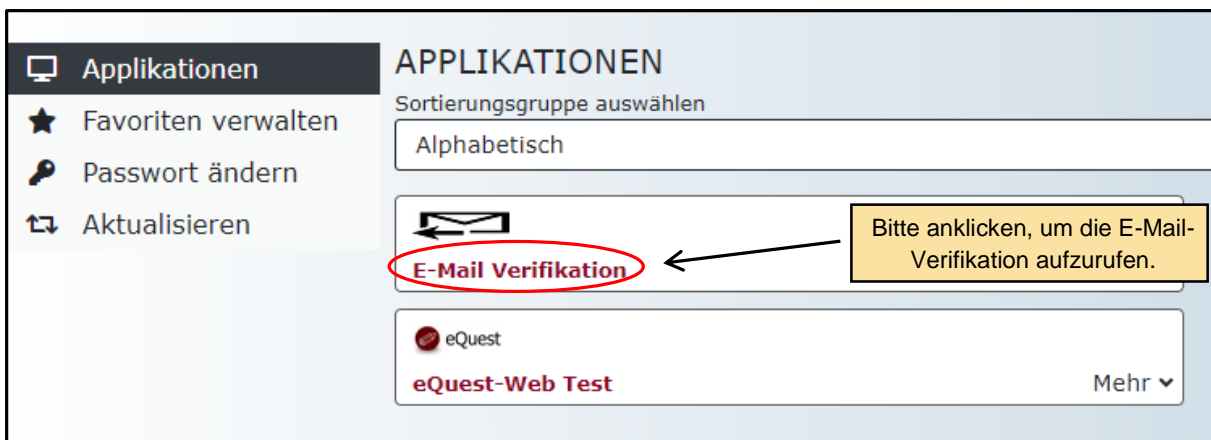 Applikationen
Favoriten verwalten
Passwort ändern
Aktualisieren
APPLIKATIONEN
Sortierungsgruppe auswählen
Alphabetisch
E-Mail Verifikation
Bitte anklicken, um die E-Mail-
Verifikation aufzurufen.
eQuest
eQuest-Web Test
Mehr